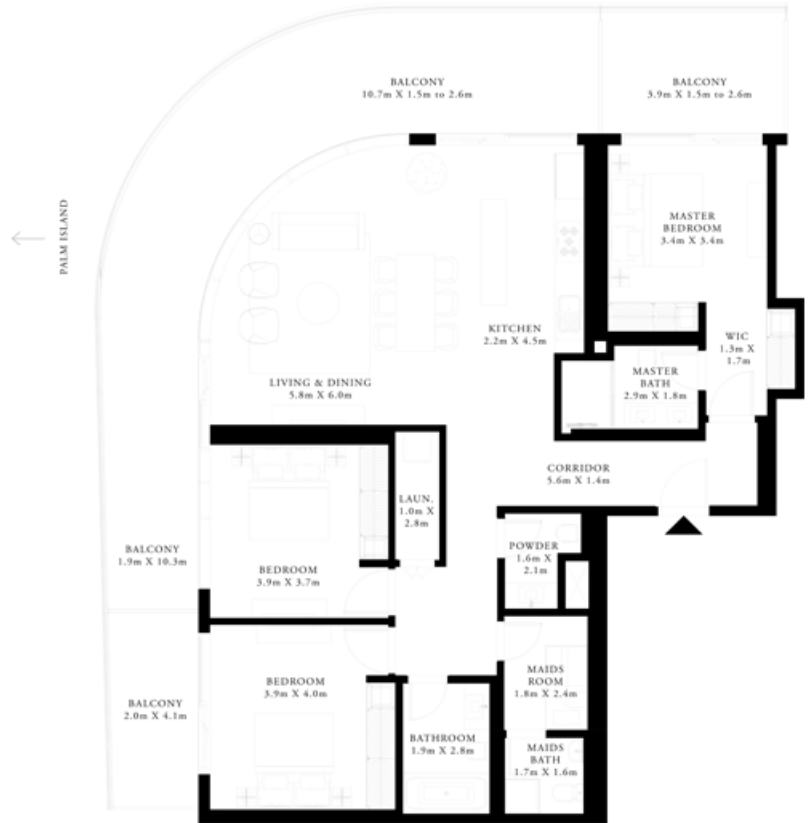 BALCONY
10.7m X 1.5m to 2.6m
BALCONY
3.9m X 1.5m to 2.6m
PALM ISLAND
MASTER
BEDROOM
3.4m X 3.4m
KITCHEN
2.2m X 4.5m
WIC
1.3m X
1.7m
LIVING & DINING
5.8m X 6.0m
MASTER
BATH
2.9m X 1.8m
CORRIDOR
5.6m X 1.4m
LAUN.
1.0m X
2.8m
BALCONY
1.9m X 10.3m
BEDROOM
3.9m X 3.7m
POWDER
1.6m X
2.1m
BALCONY
2.0m X 4.1m
BEDROOM
3.9m X 4.0m
MAIDS
ROOM
1.8m X 2.4m
BATHROOM
1.9m X 2.8m
MAIDS
BATH
1.7m X 1.6m